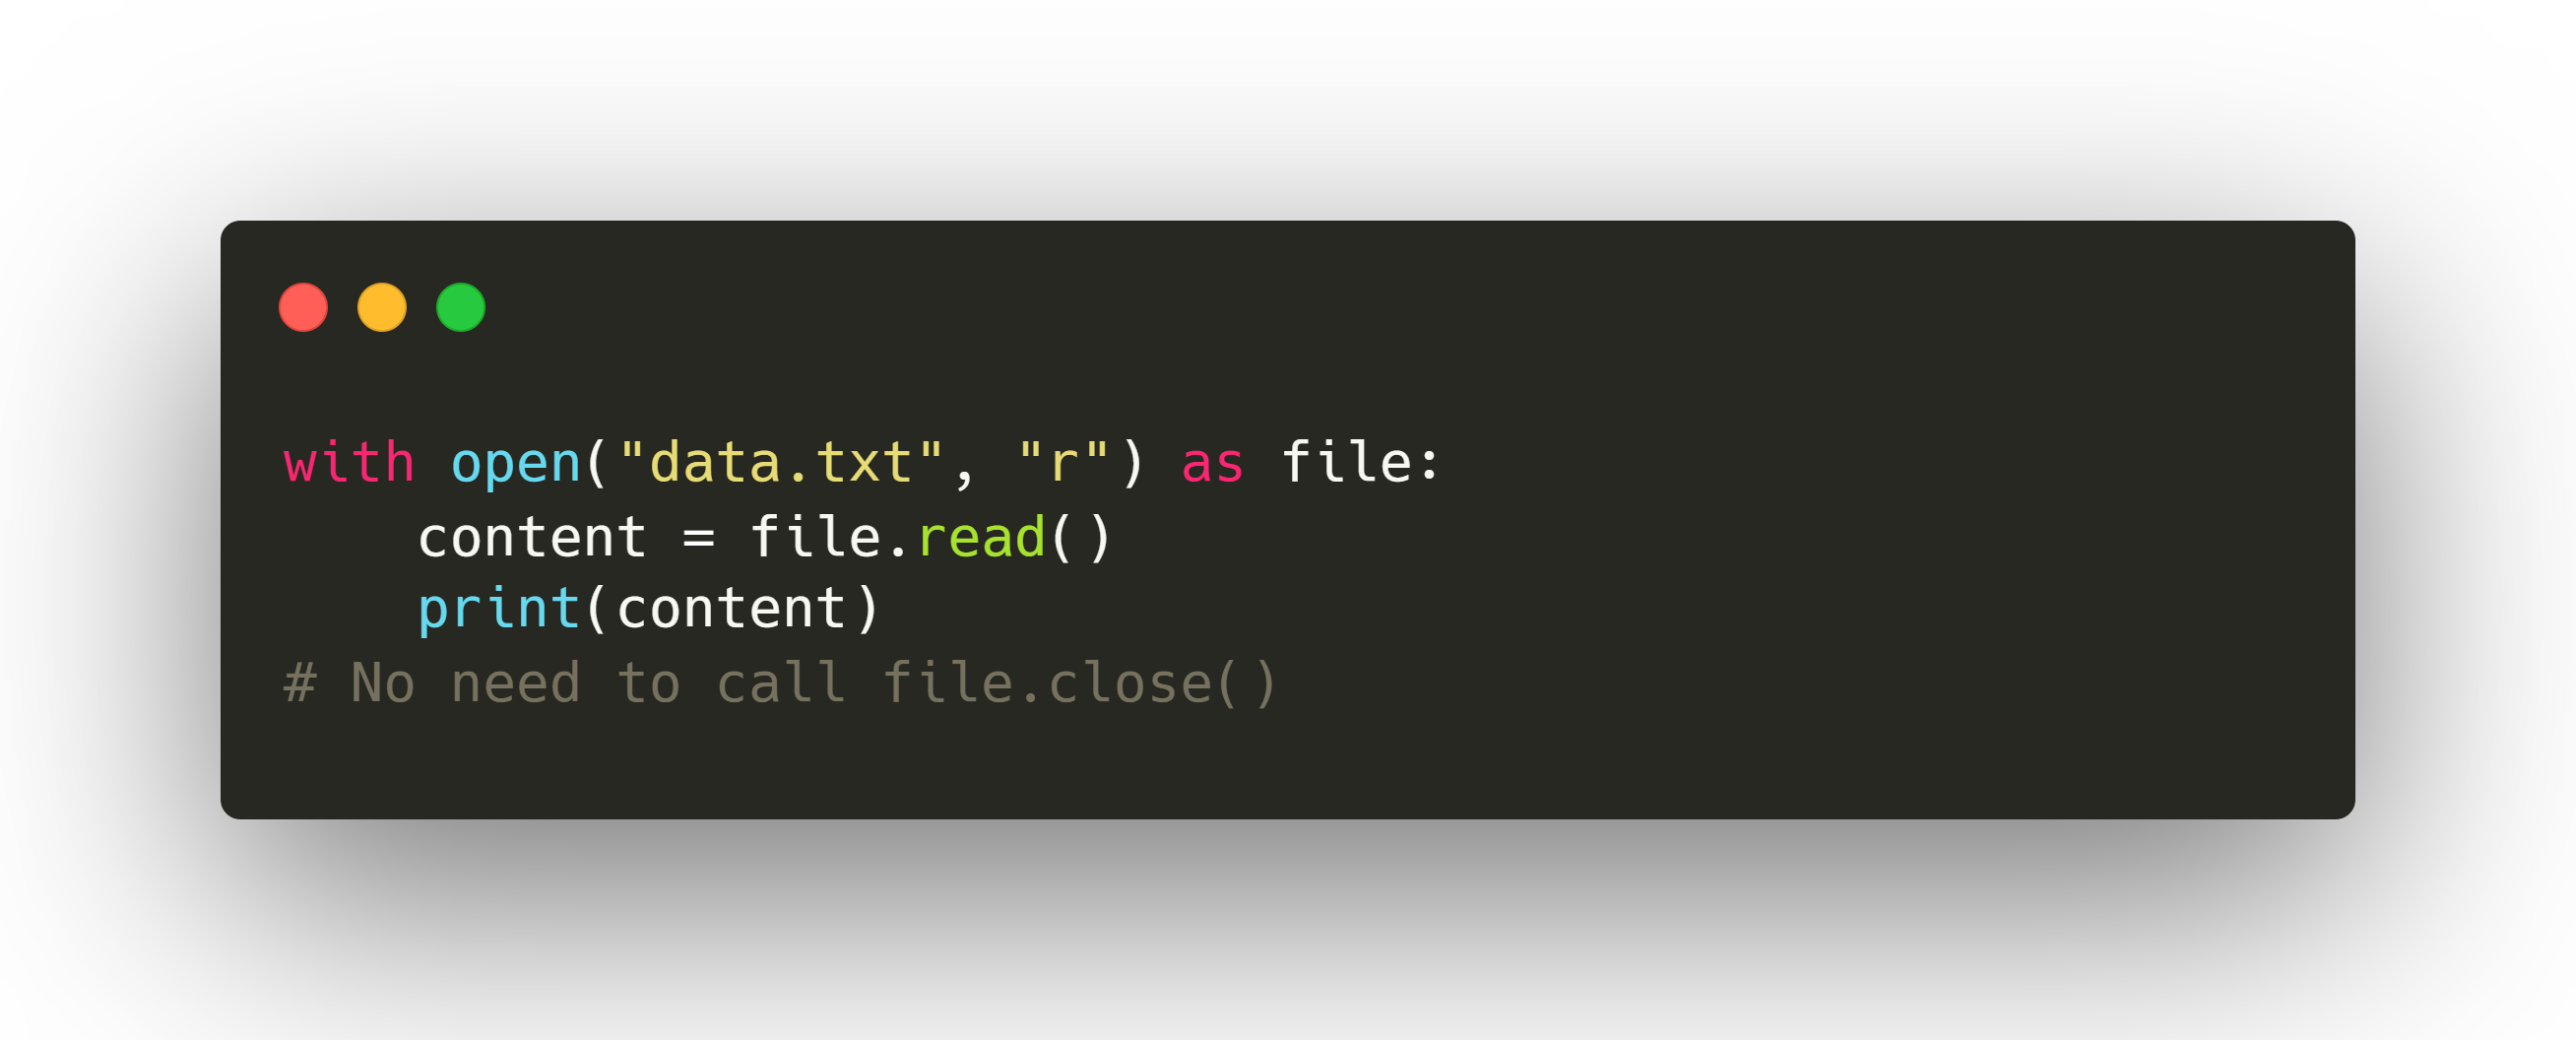 with open("data.txt", "r") as file:
    content = file.read()
    print(content)
# No need to call file.close()